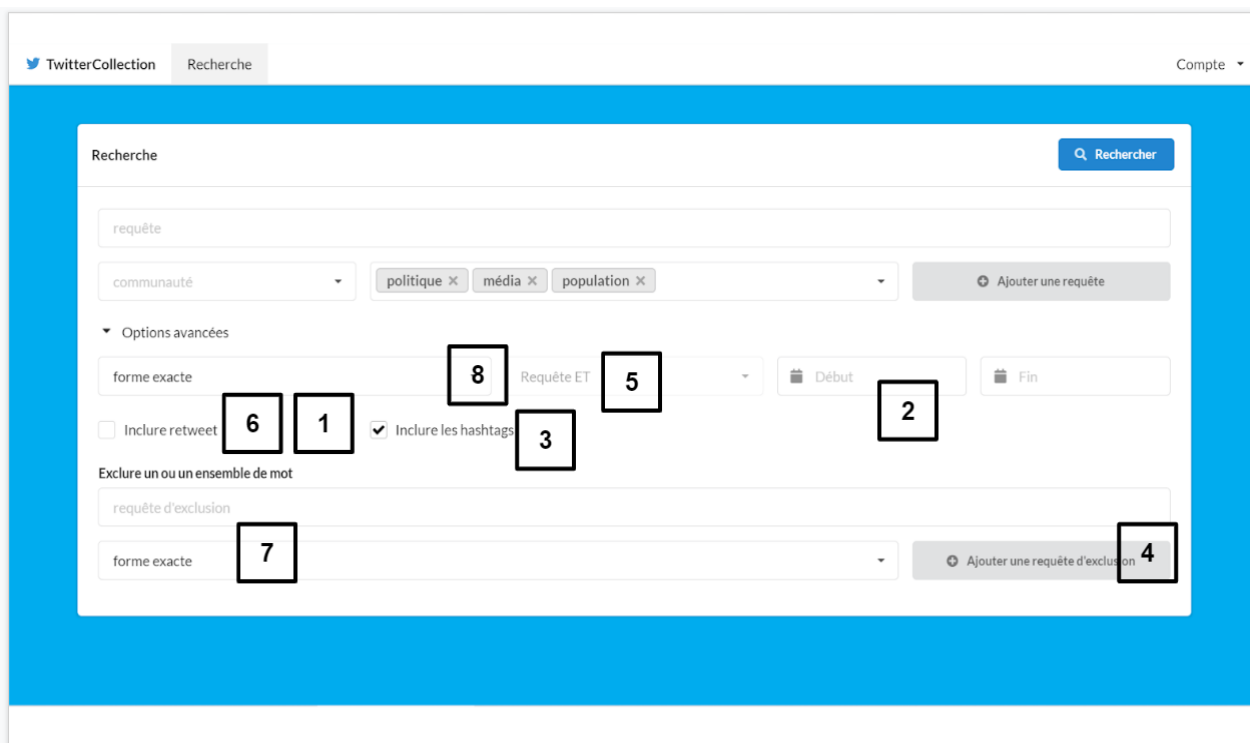 TwitterCollection Recherche Compte
Recherche Rechercher
requête
communauté politique média population Ajouter une requête
Options avancées
forme exacte 8 Requête ET 5 Début Fin
2
Inclure retweet 6 1 Inclure les hashtags 3
Exclure un ou un ensemble de mot
requête d'exclusion
forme exacte 7 Ajouter une requête d'exclusion 4